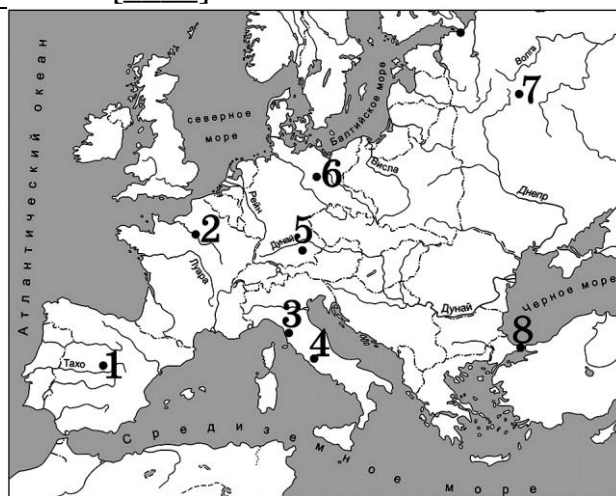 [____]
Атлантический океан
северное
море
Балтийское море
Волга
7
6
Висла
Рейн
Днепр
2
5
Дунай
Луара
Дунай
Черное море
3
8
4
Тахо
1
Средиземное море